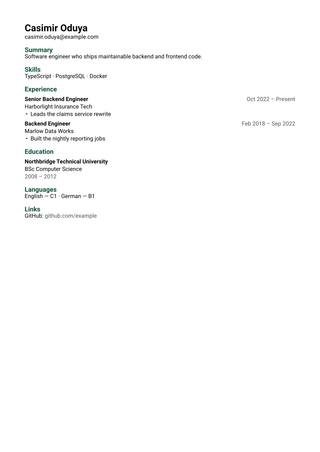 Casimir Oduya
casimir.oduya@example.com
Summary
Software engineer who ships maintainable backend and frontend code.
Skills
TypeScript · PostgreSQL · Docker
Experience
Senior Backend Engineer Oct 2022 – Present
Harborlight Insurance Tech
• Leads the claims service rewrite
Backend Engineer Feb 2018 – Sep 2022
Marlow Data Works
• Built the nightly reporting jobs
Education
Northbridge Technical University
BSc Computer Science
2008 – 2012
Languages
English — C1 · German — B1
Links
GitHub: github.com/example